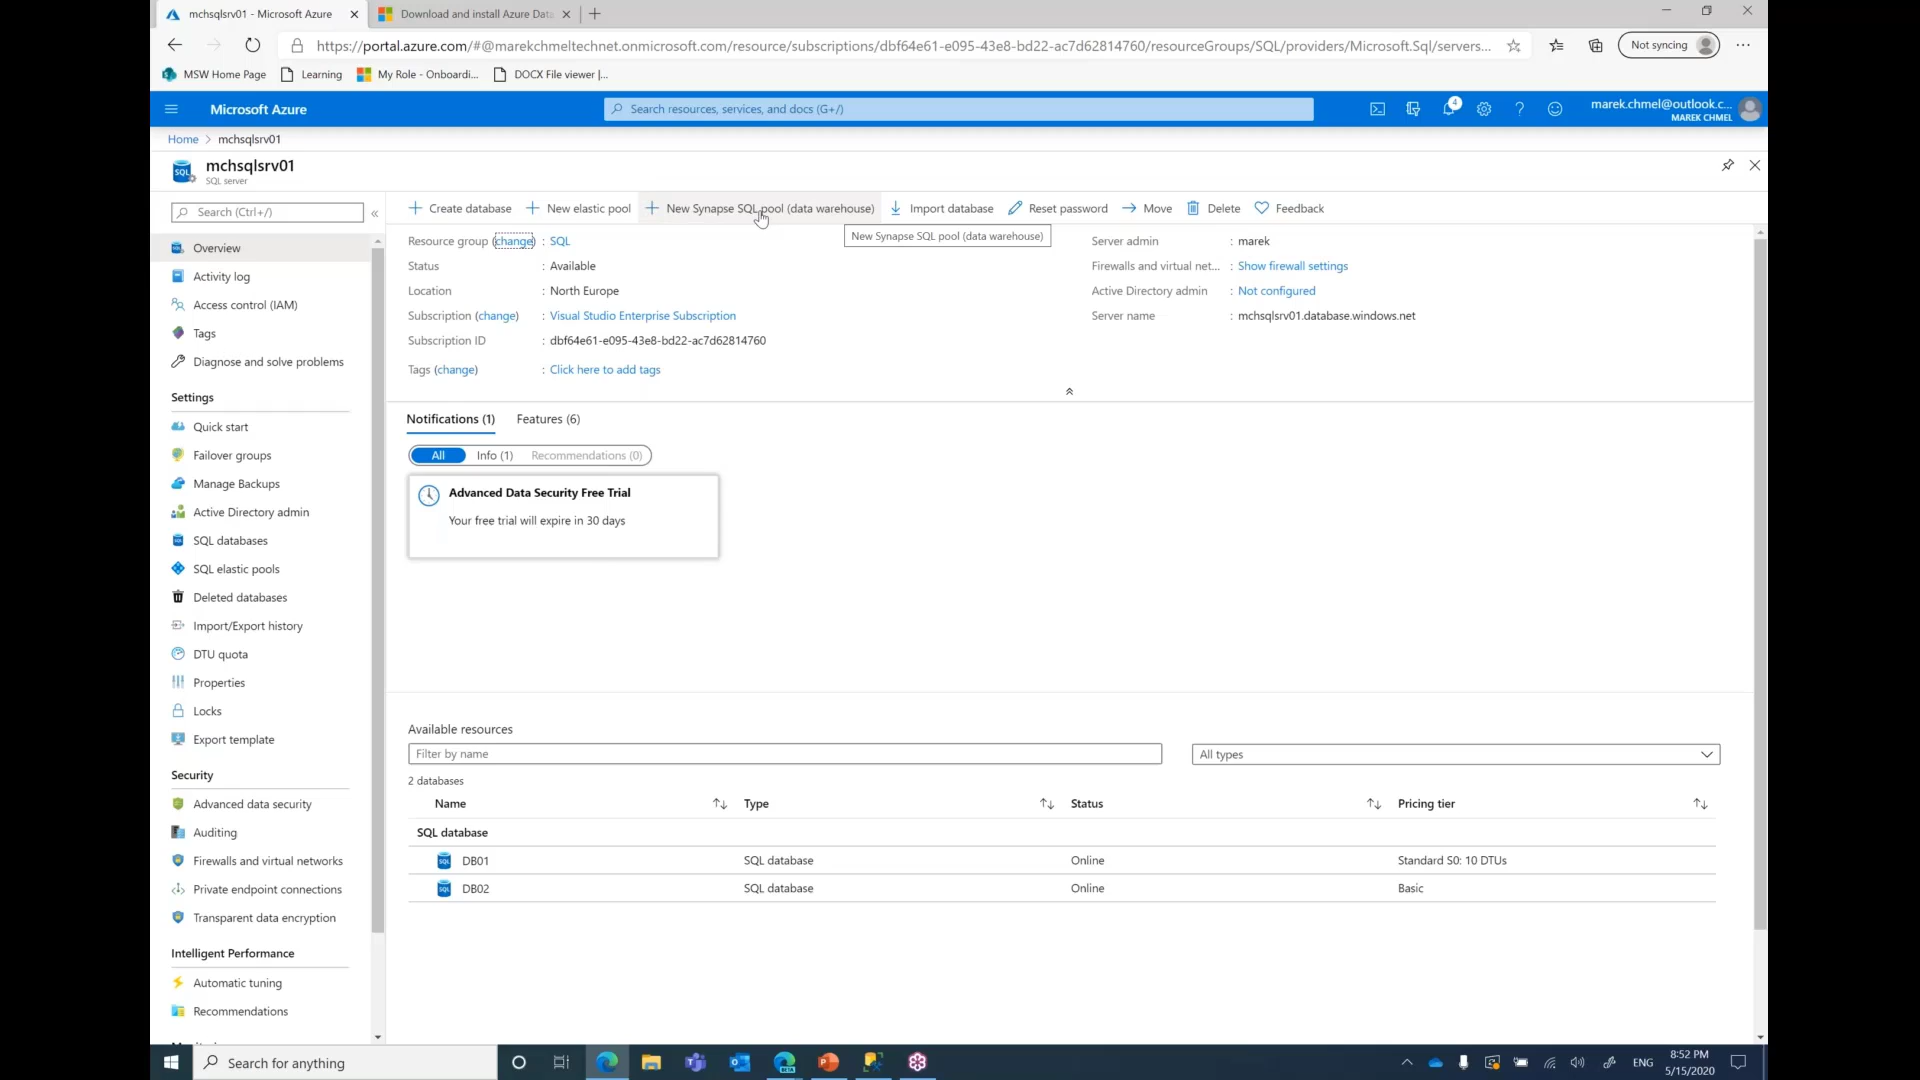 mchsqlsrv01 - Microsoft Azure
Download and install Azure Data
https://portal.azure.com/#@marekchmeltechnet.onmicrosoft.com/resource/subscriptions/dbf64e61-e095-43e8-bd22-ac7d62814760/resourceGroups/SQL/providers/Microsoft.Sql/servers...
Not syncing
MSW Home Page
Learning
My Role - Onboardi...
DOCX File viewer |...
Microsoft Azure
Search resources, services, and docs (G+/)
4
marek.chmel@outlook.c...
MAREK CHMEL
Home > mchsqlsrv01
mchsqlsrv01
SQL server
Search (Ctrl+/)
«
Create database
New elastic pool
New Synapse SQL pool (data warehouse)
Import database
Reset password
Move
Delete
Feedback
New Synapse SQL pool (data warehouse)
Overview
Activity log
Access control (IAM)
Tags
Diagnose and solve problems
Settings
Quick start
Failover groups
Manage Backups
Active Directory admin
SQL databases
SQL elastic pools
Deleted databases
Import/Export history
DTU quota
Properties
Locks
Export template
Security
Advanced data security
Auditing
Firewalls and virtual networks
Private endpoint connections
Transparent data encryption
Intelligent Performance
Automatic tuning
Recommendations
Resource group (change) : SQL
Status : Available
Location : North Europe
Subscription (change) : Visual Studio Enterprise Subscription
Subscription ID : dbf64e61-e095-43e8-bd22-ac7d62814760
Tags (change) : Click here to add tags
Server admin : marek
Firewalls and virtual net... : Show firewall settings
Active Directory admin : Not configured
Server name : mchsqlsrv01.database.windows.net
Notifications (1)
Features (6)
All
Info (1)
Recommendations (0)
Advanced Data Security Free Trial
Your free trial will expire in 30 days
Available resources
Filter by name
All types
2 databases
Name
Type
Status
Pricing tier
SQL database
DB01 SQL database Online Standard S0: 10 DTUs
DB02 SQL database Online Basic
Search for anything
ENG
8:52 PM
5/15/2020